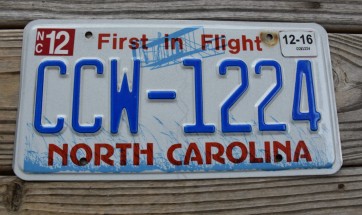 NC 12 First in Flight 12-16
CCW-1224
NORTH CAROLINA